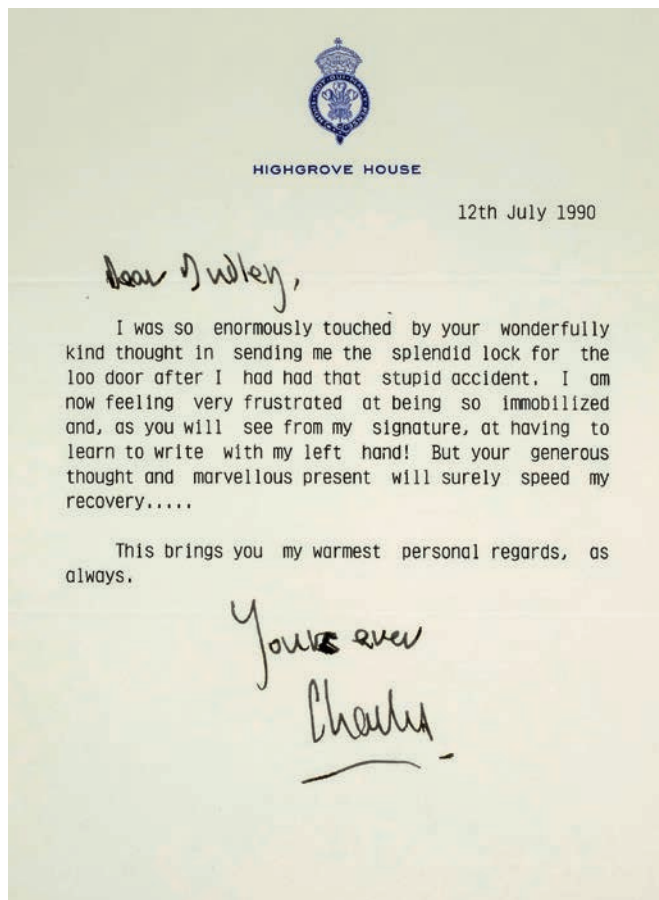 HIGHGROVE HOUSE
12th July 1990
Dear Dudley,
I was so enormously touched by your wonderfully
kind thought in sending me the splendid lock for the
loo door after I had had that stupid accident. I am
now feeling very frustrated at being so immobilized
and, as you will see from my signature, at having to
learn to write with my left hand! But your generous
thought and marvellous present will surely speed my
recovery.....
This brings you my warmest personal regards, as
always.
Yours ever
Charles